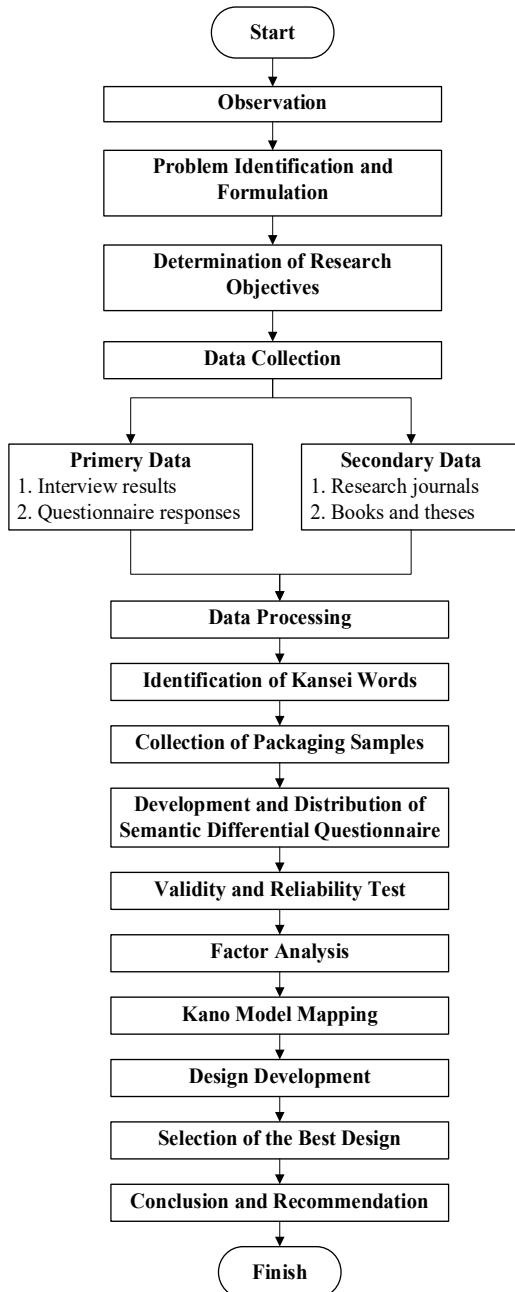 Start
Observation
Problem Identification and
Formulation
Determination of Research
Objectives
Data Collection
Primery Data
1. Interview results
2. Questionnaire responses
Secondary Data
1. Research journals
2. Books and theses
Data Processing
Identification of Kansei Words
Collection of Packaging Samples
Development and Distribution of
Semantic Differential Questionnaire
Validity and Reliability Test
Factor Analysis
Kano Model Mapping
Design Development
Selection of the Best Design
Conclusion and Recommendation
Finish